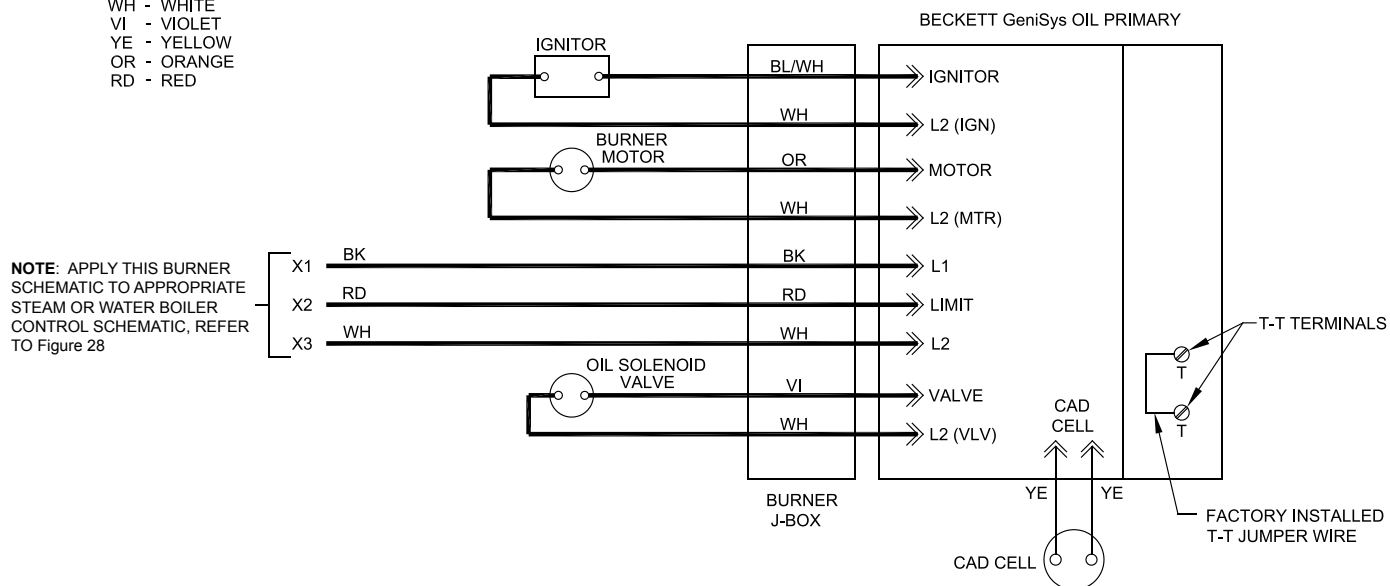 WH - WHITE
VI - VIOLET
YE - YELLOW
OR - ORANGE
RD - RED
BECKETT GeniSys OIL PRIMARY
IGNITOR
BL/WH
IGNITOR
WH
L2 (IGN)
BURNER
MOTOR
OR
MOTOR
WH
L2 (MTR)
NOTE: APPLY THIS BURNER
SCHEMATIC TO APPROPRIATE
STEAM OR WATER BOILER
CONTROL SCHEMATIC, REFER
TO Figure 28
X1
BK
BK
L1
X2
RD
RD
LIMIT
X3
WH
WH
L2
OIL SOLENOID
VALVE
VI
VALVE
WH
L2 (VLV)
T-T TERMINALS
T
T
CAD
CELL
YE
YE
BURNER
J-BOX
FACTORY INSTALLED
T-T JUMPER WIRE
CAD CELL